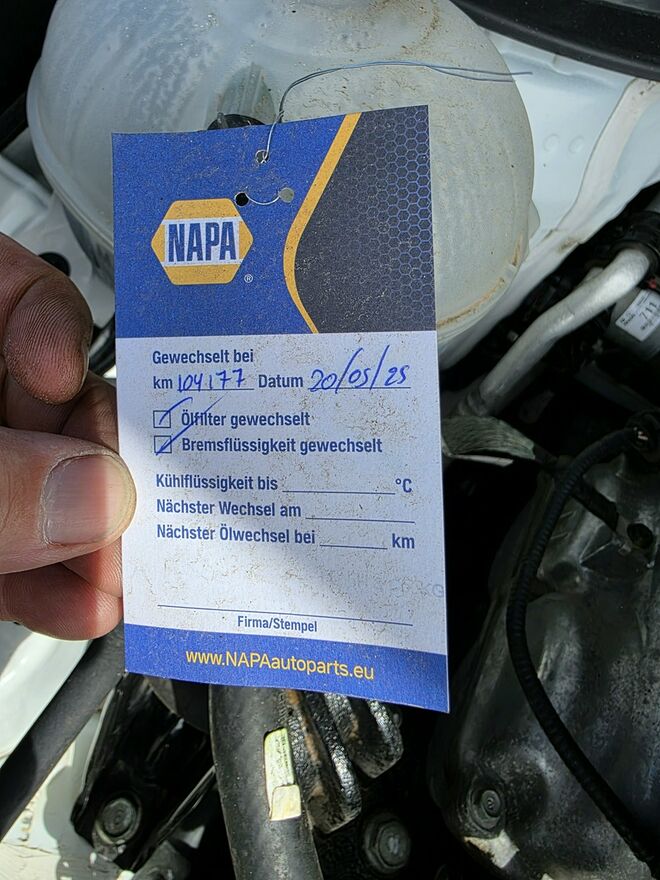 NAPA
®
Gewechselt bei
km 104177 Datum 20/05/25
Ölfilter gewechselt
Bremsflüssigkeit gewechselt
Kühlflüssigkeit bis °C
Nächster Wechsel am
Nächster Ölwechsel bei km
Firma/Stempel
www.NAPAautoparts.eu
711